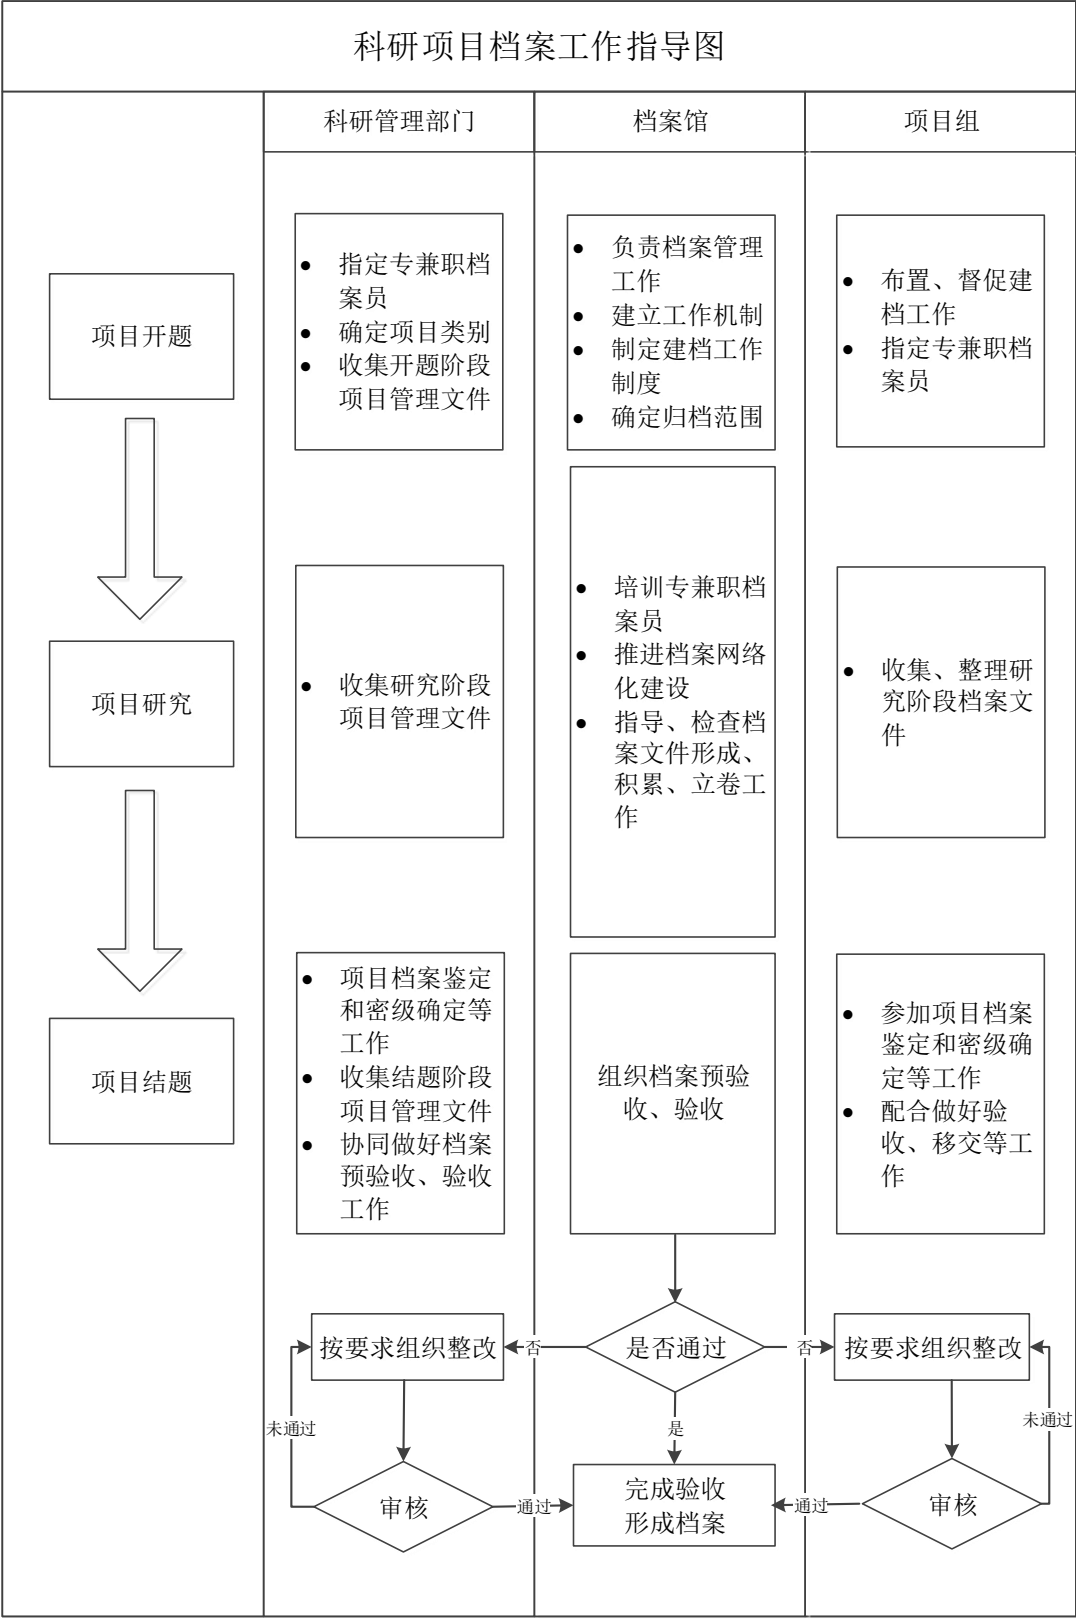 科研项目档案工作指导图
科研管理部门
档案馆
项目组
项目开题
● 指定专兼职档
案员
● 确定项目类别
● 收集开题阶段
项目管理文件
● 负责档案管理
工作
● 建立工作机制
● 制定建档工作
制度
● 确定归档范围
● 布置、督促建
档工作
● 指定专兼职档
案员
项目研究
● 收集研究阶段
项目管理文件
● 培训专兼职档
案员
● 推进档案网络
化建设
● 指导、检查档
案文件形成、
积累、立卷工
作
● 收集、整理研
究阶段档案文
件
项目结题
● 项目档案鉴定
和密级确定等
工作
● 收集结题阶段
项目管理文件
● 协同做好档案
预验收、验收
工作
组织档案预验
收、验收
● 参加项目档案
鉴定和密级确
定等工作
● 配合做好验
收、移交等工
作
按要求组织整改
否
是否通过
否
按要求组织整改
未通过
是
未通过
审核
通过
完成验收
形成档案
通过
审核